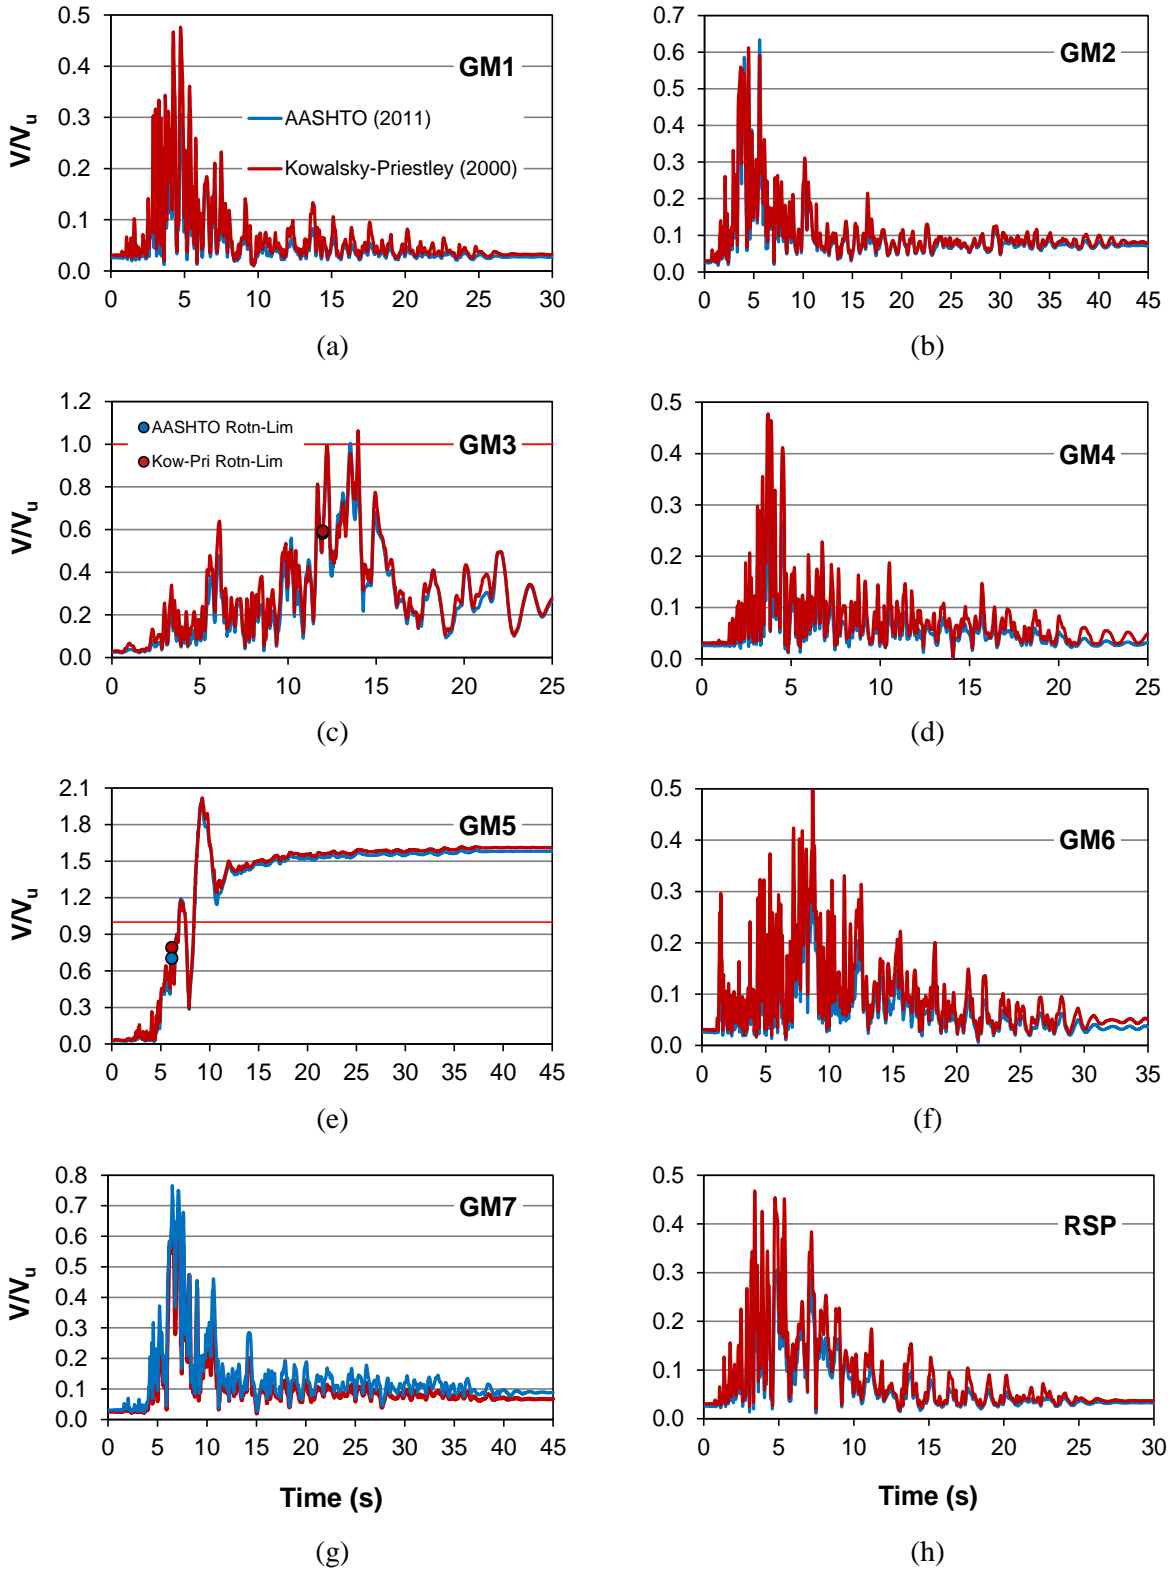 0.5
0.4
0.3
0.2
0.1
0.0
V/Vu
GM1
AASHTO (2011)
Kowalsky-Priestley (2000)
0 5 10 15 20 25 30
(a)
0.7
0.6
0.5
0.4
0.3
0.2
0.1
0.0
GM2
0 5 10 15 20 25 30 35 40 45
(b)
1.2
1.0
0.8
0.6
0.4
0.2
0.0
V/Vu
AASHTO Rotn-Lim
Kow-Pri Rotn-Lim
GM3
0 5 10 15 20 25
(c)
0.5
0.4
0.3
0.2
0.1
0.0
GM4
0 5 10 15 20 25
(d)
2.1
1.8
1.5
1.2
0.9
0.6
0.3
0.0
V/Vu
GM5
0 5 10 15 20 25 30 35 40 45
(e)
0.5
0.4
0.3
0.2
0.1
0.0
GM6
0 5 10 15 20 25 30 35
(f)
0.8
0.7
0.6
0.5
0.4
0.3
0.2
0.1
0.0
V/Vu
GM7
0 5 10 15 20 25 30 35 40 45
Time (s)
(g)
0.5
0.4
0.3
0.2
0.1
0.0
RSP
0 5 10 15 20 25 30
Time (s)
(h)